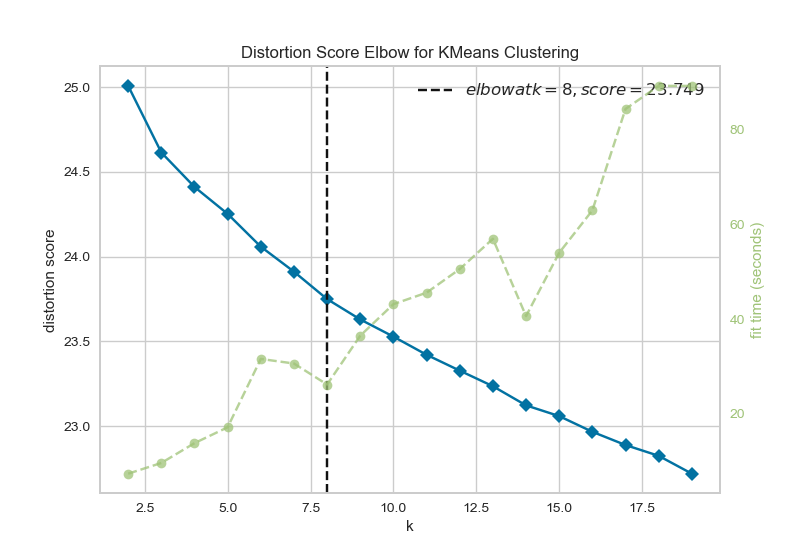 Distortion Score Elbow for KMeans Clustering
elbowatk = 8, score = 23.749
25.0
24.5
24.0
23.5
23.0
distortion score
80
60
40
20
fit time (seconds)
2.5 5.0 7.5 10.0 12.5 15.0 17.5
k